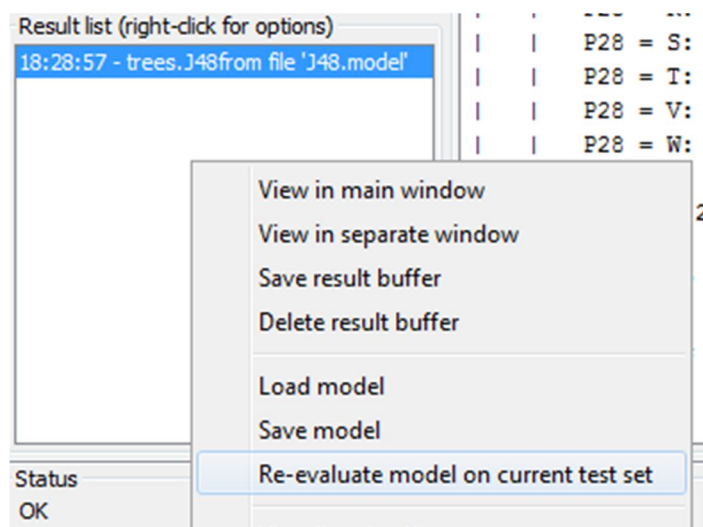 Result list (right-click for options)
18:28:57 - trees.J48from file 'J48.model'
| | P28 = S:
| | P28 = T:
| | P28 = V:
| | P28 = W:
View in main window
View in separate window
Save result buffer
Delete result buffer
Load model
Save model
Re-evaluate model on current test set
Status
OK